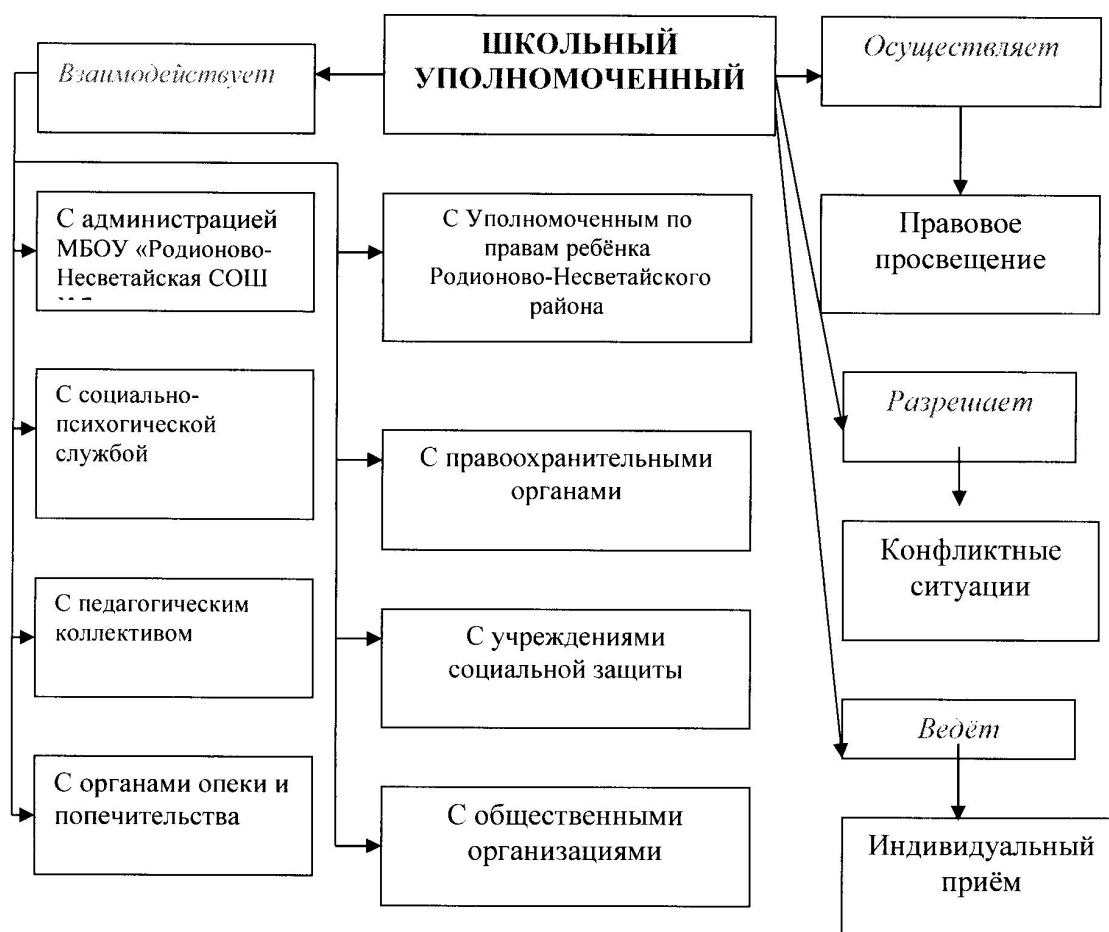 ШКОЛЬНЫЙ
УПОЛНОМОЧЕННЫЙ
Взаимодействует
Осуществляет
С администрацией
МБОУ «Родионово-
Несветайская СОШ
С Уполномоченным по
правам ребёнка
Родионово-Несветайского
района
Правовое
просвещение
С социально-
психогической
службой
С правоохранительными
органами
Разрешает
Конфликтные
ситуации
С педагогическим
коллективом
С учреждениями
социальной защиты
Ведёт
С органами опеки и
попечительства
С общественными
организациями
Индивидуальный
приём